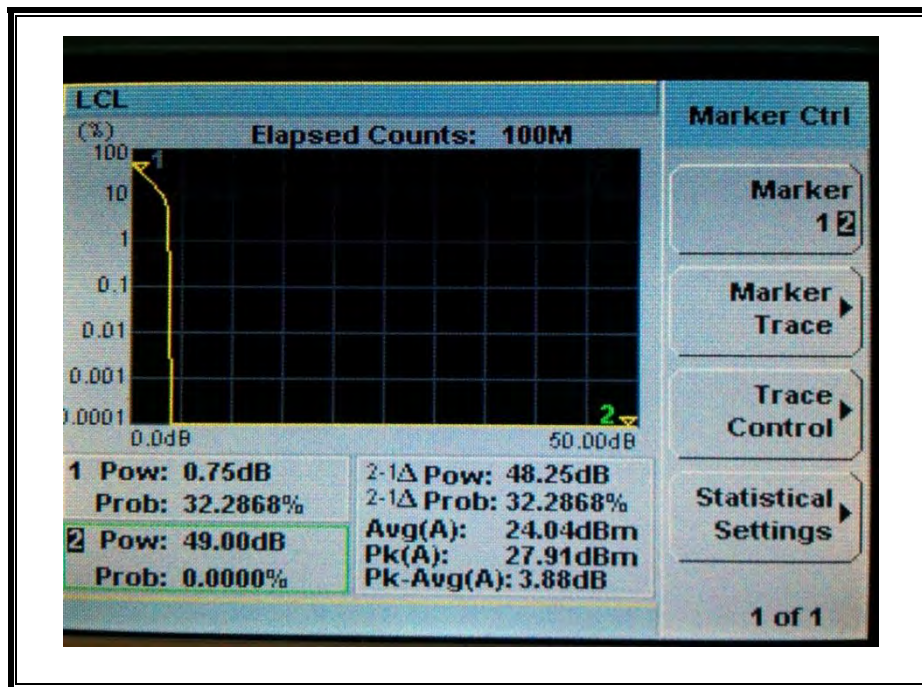 LCL
(%)
Elapsed Counts: 100M
100
10
1
0.1
0.01
0.001
0.0001
1
2
0.0dB
50.00dB
1 Pow: 0.75dB
Prob: 32.2868%
2 Pow: 49.00dB
Prob: 0.0000%
2-1Δ Pow: 48.25dB
2-1Δ Prob: 32.2868%
Avg(A): 24.04dBm
Pk(A): 27.91dBm
Pk-Avg(A): 3.88dB
Marker Ctrl
Marker
1 2
Marker
Trace
Trace
Control
Statistical
Settings
1 of 1